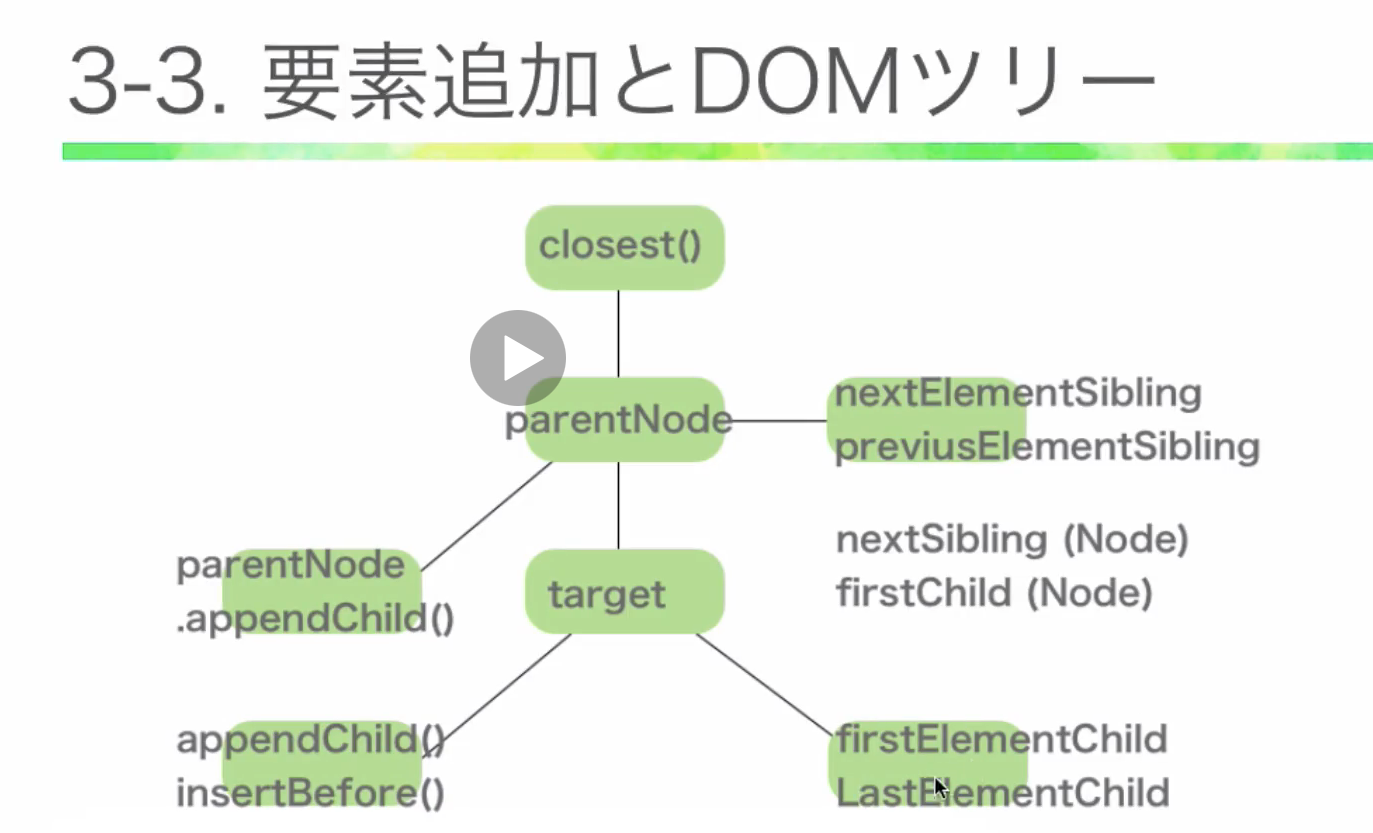 3-3. 要素追加とDOMツリー
closest()
parentNode
nextElementSibling
previusElementSibling
nextSibling (Node)
firstChild (Node)
parentNode
.appendChild()
target
appendChild()
insertBefore()
firstElementChild
LastElementChild